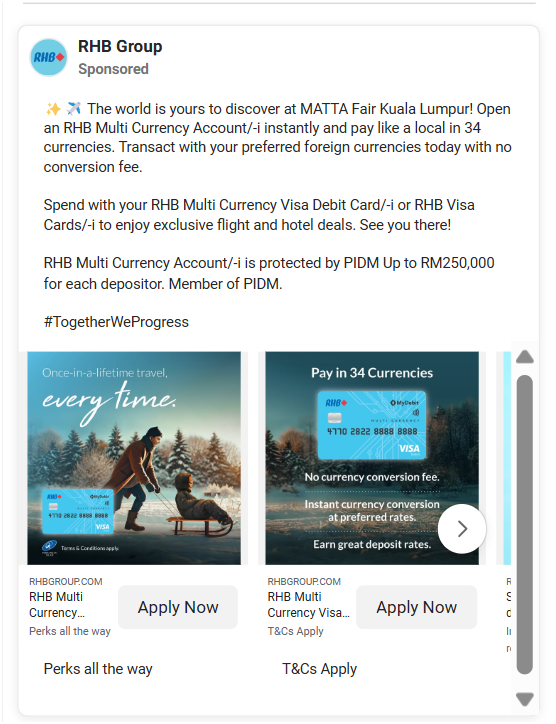 RHB
RHB Group
Sponsored
✨ ✈️ The world is yours to discover at MATTA Fair Kuala Lumpur! Open
an RHB Multi Currency Account/-i instantly and pay like a local in 34
currencies. Transact with your preferred foreign currencies today with no
conversion fee.
Spend with your RHB Multi Currency Visa Debit Card/-i or RHB Visa
Cards/-i to enjoy exclusive flight and hotel deals. See you there!
RHB Multi Currency Account/-i is protected by PIDM Up to RM250,000
for each depositor. Member of PIDM.
#TogetherWeProgress
Once-in-a-lifetime travel,
every time.
RHB
MyDebit
4770 2822 8888 8888
VISA
Terms & Conditions apply.
Pay in 34 Currencies
RHB
MyDebit
MULTI CURRENCY
4770 2822 8888 8888
VISA
No currency conversion fee.
Instant currency conversion
at preferred rates.
Earn great deposit rates.
RHBGROUP.COM
RHB Multi
Currency...
Perks all the way
Apply Now
RHBGROUP.COM
RHB Multi
Currency Visa...
T&Cs Apply
Apply Now
Perks all the way
T&Cs Apply